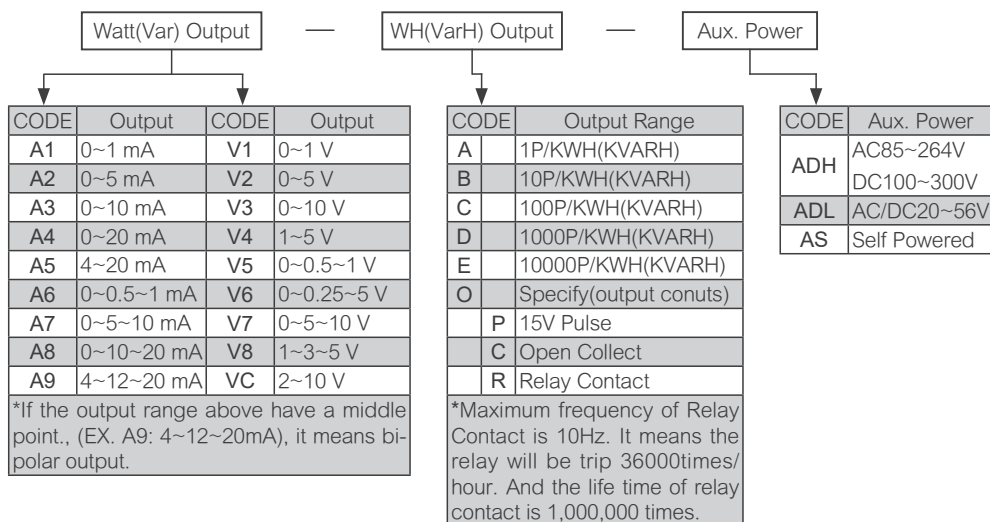 Watt(Var) Output — WH(VarH) Output — Aux. Power
CODE Output CODE Output
A1 0~1 mA V1 0~1 V
A2 0~5 mA V2 0~5 V
A3 0~10 mA V3 0~10 V
A4 0~20 mA V4 1~5 V
A5 4~20 mA V5 0~0.5~1 V
A6 0~0.5~1 mA V6 0~0.25~5 V
A7 0~5~10 mA V7 0~5~10 V
A8 0~10~20 mA V8 1~3~5 V
A9 4~12~20 mA VC 2~10 V
*If the output range above have a middle
point., (EX. A9: 4~12~20mA), it means bi-
polar output.
CODE Output Range
A 1P/KWH(KVARH)
B 10P/KWH(KVARH)
C 100P/KWH(KVARH)
D 1000P/KWH(KVARH)
E 10000P/KWH(KVARH)
O Specify(output conuts)
P 15V Pulse
C Open Collect
R Relay Contact
*Maximum frequency of Relay
Contact is 10Hz. It means the
relay will be trip 36000times/
hour. And the life time of relay
contact is 1,000,000 times.
CODE Aux. Power
ADH AC85~264V
DC100~300V
ADL AC/DC20~56V
AS Self Powered